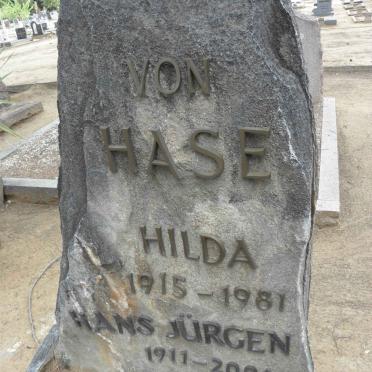 VON
HASE
HILDA
1915-1981
HANS JÜRGEN